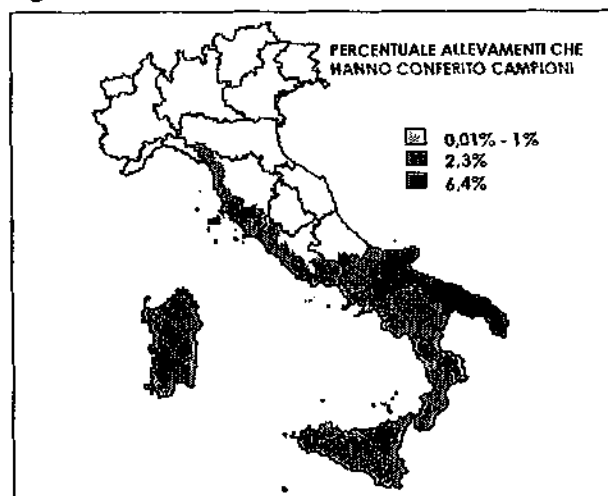 PERCENTUALE ALLEVAMENTI CHE
HANNO CONFERITO CAMPIONI
0,01% - 1%
2,3%
6,4%